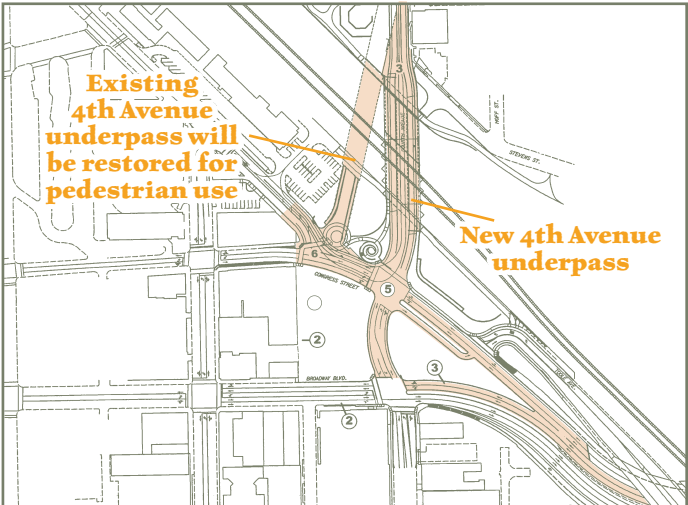 3
Existing
4th Avenue
underpass will
be restored for
pedestrian use
HOFF ST.
STEVENS ST.
New 4th Avenue
underpass
6
CONGRESS STREET
5
2
3
BROADWAY BLVD.
2